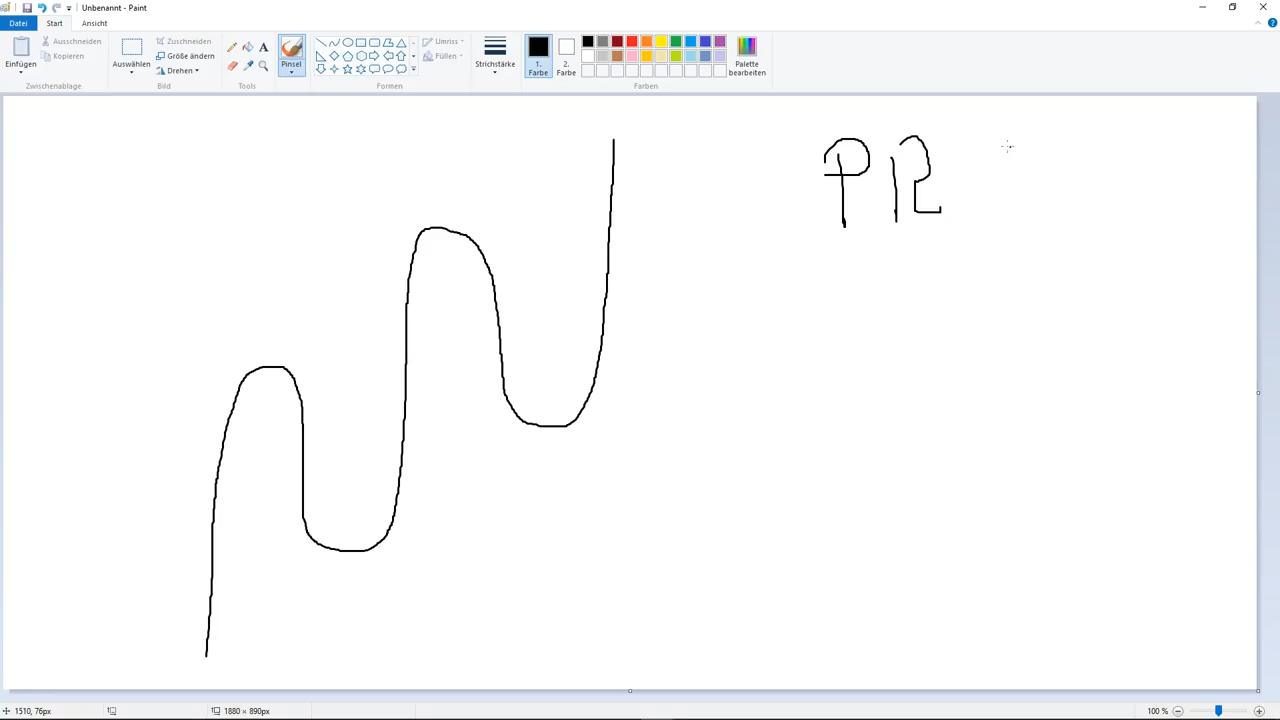 Unbenannt - Paint
Datei Start Ansicht
Einfügen
Ausschneiden
Kopieren
Zwischenablage
Auswählen
Zuschneiden
Größe ändern
Drehen
Bild
A
Tools
Pinsel
Umriss
Füllen
Formen
Strichstärke
1. Farbe
2. Farbe
Palette bearbeiten
Farben
1510, 76px
1880 × 890px
100 %